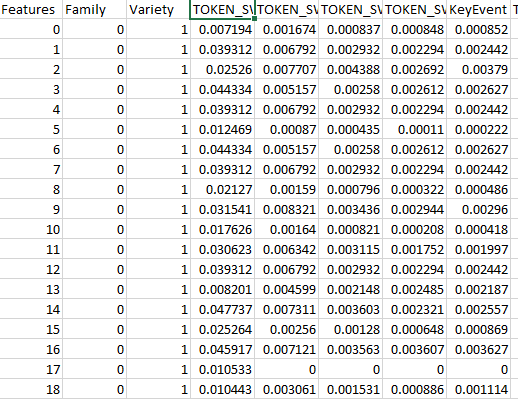 Features Family Variety TOKEN_S TOKEN_S TOKEN_S TOKEN_S KeyEvent T
0 0 1 0.007194 0.001674 0.000837 0.000848 0.000852
1 0 1 0.039312 0.006792 0.002932 0.002294 0.002442
2 0 1 0.02526 0.007707 0.004388 0.002692 0.00379
3 0 1 0.044334 0.005157 0.00258 0.002612 0.002627
4 0 1 0.039312 0.006792 0.002932 0.002294 0.002442
5 0 1 0.012469 0.00087 0.000435 0.00011 0.000222
6 0 1 0.044334 0.005157 0.00258 0.002612 0.002627
7 0 1 0.039312 0.006792 0.002932 0.002294 0.002442
8 0 1 0.02127 0.00159 0.000796 0.000322 0.000486
9 0 1 0.031541 0.008321 0.003436 0.002944 0.00296
10 0 1 0.017626 0.00164 0.000821 0.000208 0.000418
11 0 1 0.030623 0.006342 0.003115 0.001752 0.001997
12 0 1 0.039312 0.006792 0.002932 0.002294 0.002442
13 0 1 0.008201 0.004599 0.002148 0.002485 0.002187
14 0 1 0.047737 0.007311 0.003603 0.002321 0.002557
15 0 1 0.025264 0.00256 0.00128 0.000648 0.000869
16 0 1 0.045917 0.007121 0.003563 0.003607 0.003627
17 0 1 0.010533 0 0 0 0
18 0 1 0.010443 0.003061 0.001531 0.000886 0.001114